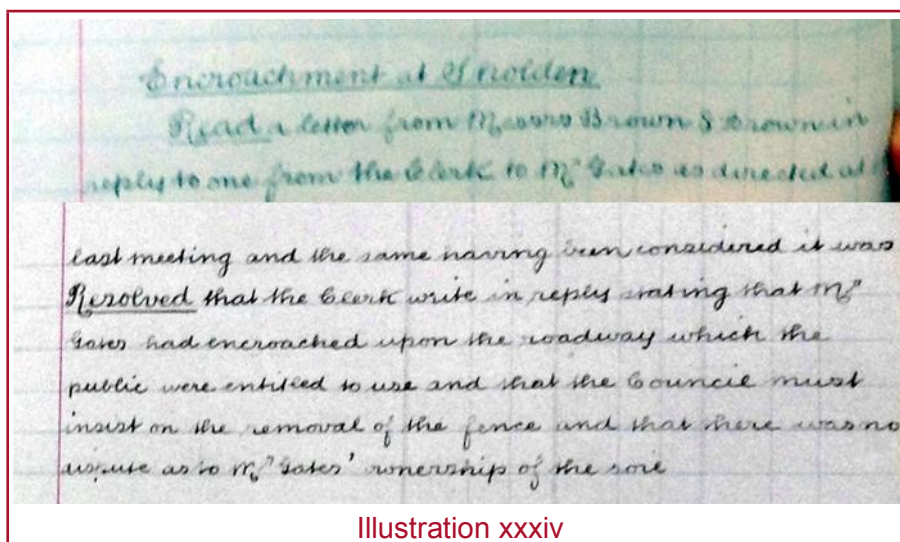 Encroachment at Snolden
Read a letter from Messrs Brown & Brown in
reply to one from the Clerk to Mr Gates as directed at
last meeting and the same having been considered it was
Resolved that the Clerk write in reply stating that Mr
Gates had encroached upon the roadway which the
public were entitled to use and that the Council must
insist on the removal of the fence and that there was no
dispute as to Mr Gates' ownership of the soil
Illustration xxxiv